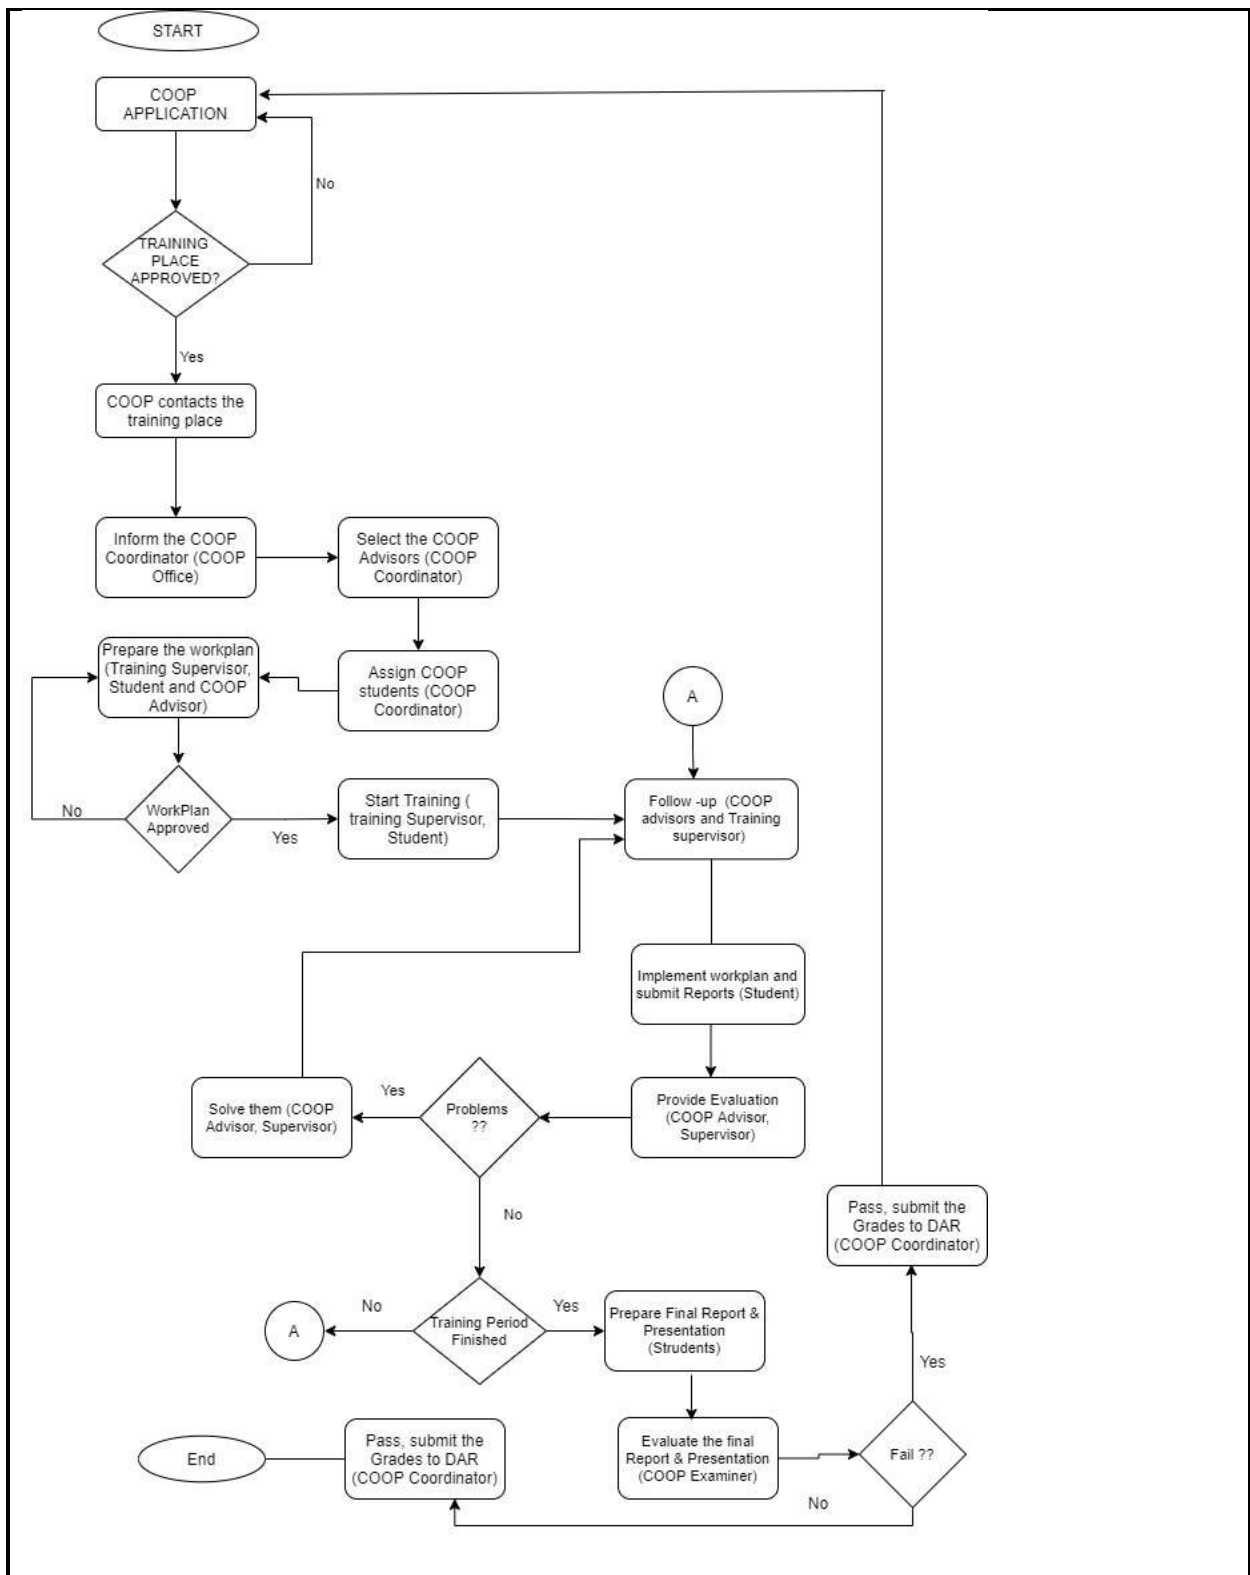 START
COOP
APPLICATION
No
TRAINING
PLACE
APPROVED?
Yes
COOP contacts the
training place
Inform the COOP
Coordinator (COOP
Office)
Select the COOP
Advisors (COOP
Coordinator)
Prepare the workplan
(Training Supervisor,
Student and COOP
Advisor)
Assign COOP
students (COOP
Coordinator)
A
No
WorkPlan
Approved
Yes
Start Training (
training Supervisor,
Student)
Follow -up  (COOP
advisors and Training
supervisor)
Implement workplan and
submit Reports (Student)
Solve them (COOP
Advisor, Supervisor)
Yes
Problems
??
Provide Evaluation
(COOP Advisor,
Supervisor)
No
Pass, submit the
Grades to DAR
(COOP Coordinator)
A
No
Training Period
Finished
Yes
Prepare Final Report &
Presentation
(Strudents)
Yes
End
Pass, submit the
Grades to DAR
(COOP Coordinator)
Evaluate the final
Report & Presentation
(COOP Examiner)
Fail ??
No